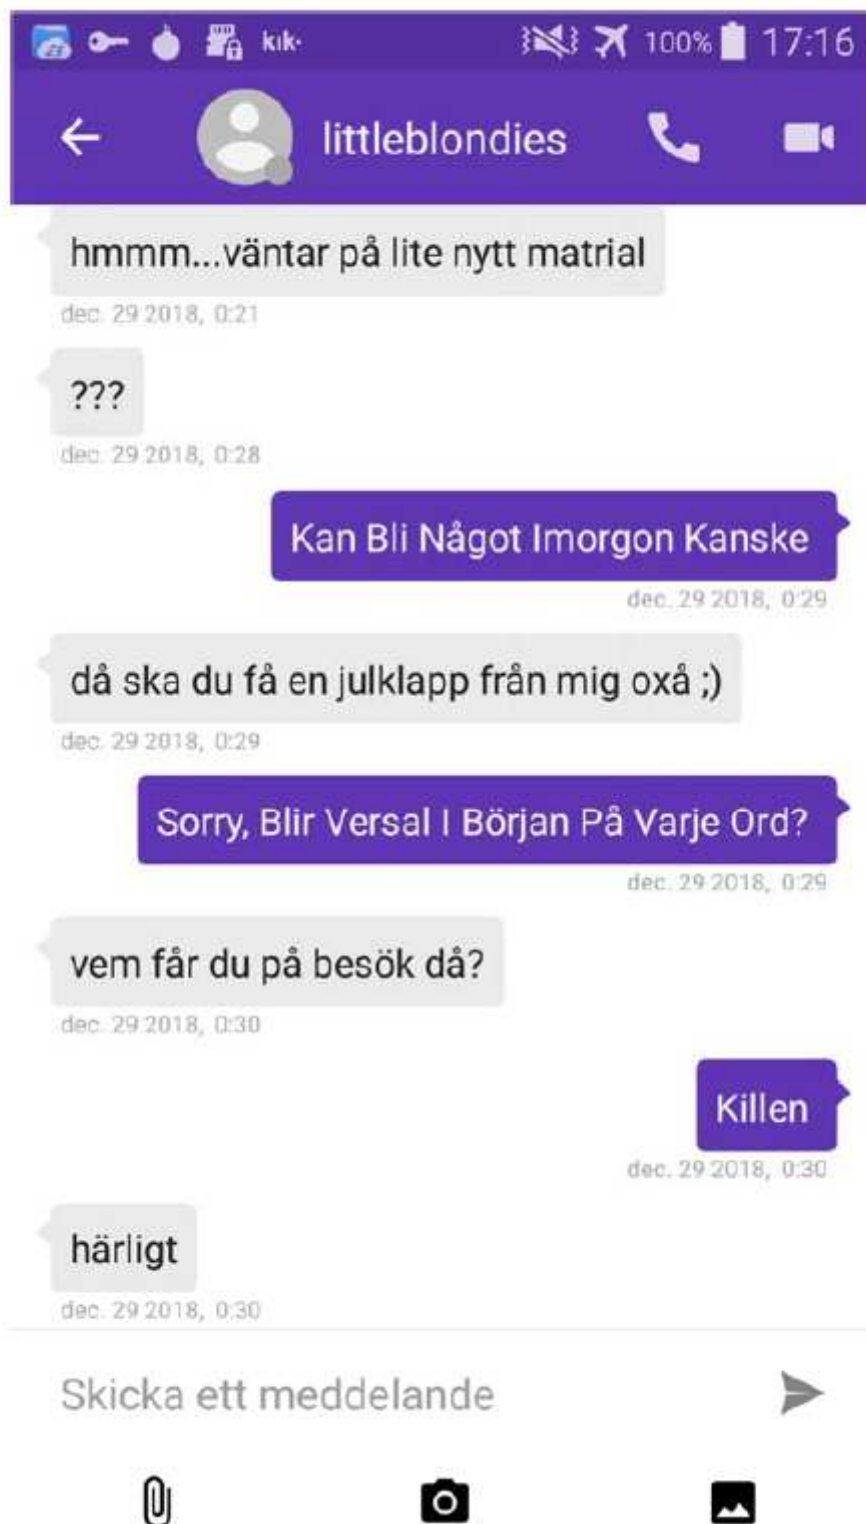 kik·
100%
17:16
littleblondies
hmmm...väntar på lite nytt matrial
dec. 29 2018, 0:21
???
dec. 29 2018, 0:28
Kan Bli Något Imorgon Kanske
dec. 29 2018, 0:29
då ska du få en julklapp från mig oxå ;)
dec. 29 2018, 0:29
Sorry, Blir Versal I Början På Varje Ord?
dec. 29 2018, 0:29
vem får du på besök då?
dec. 29 2018, 0:30
Killen
dec. 29 2018, 0:30
härligt
dec. 29 2018, 0:30
Skicka ett meddelande